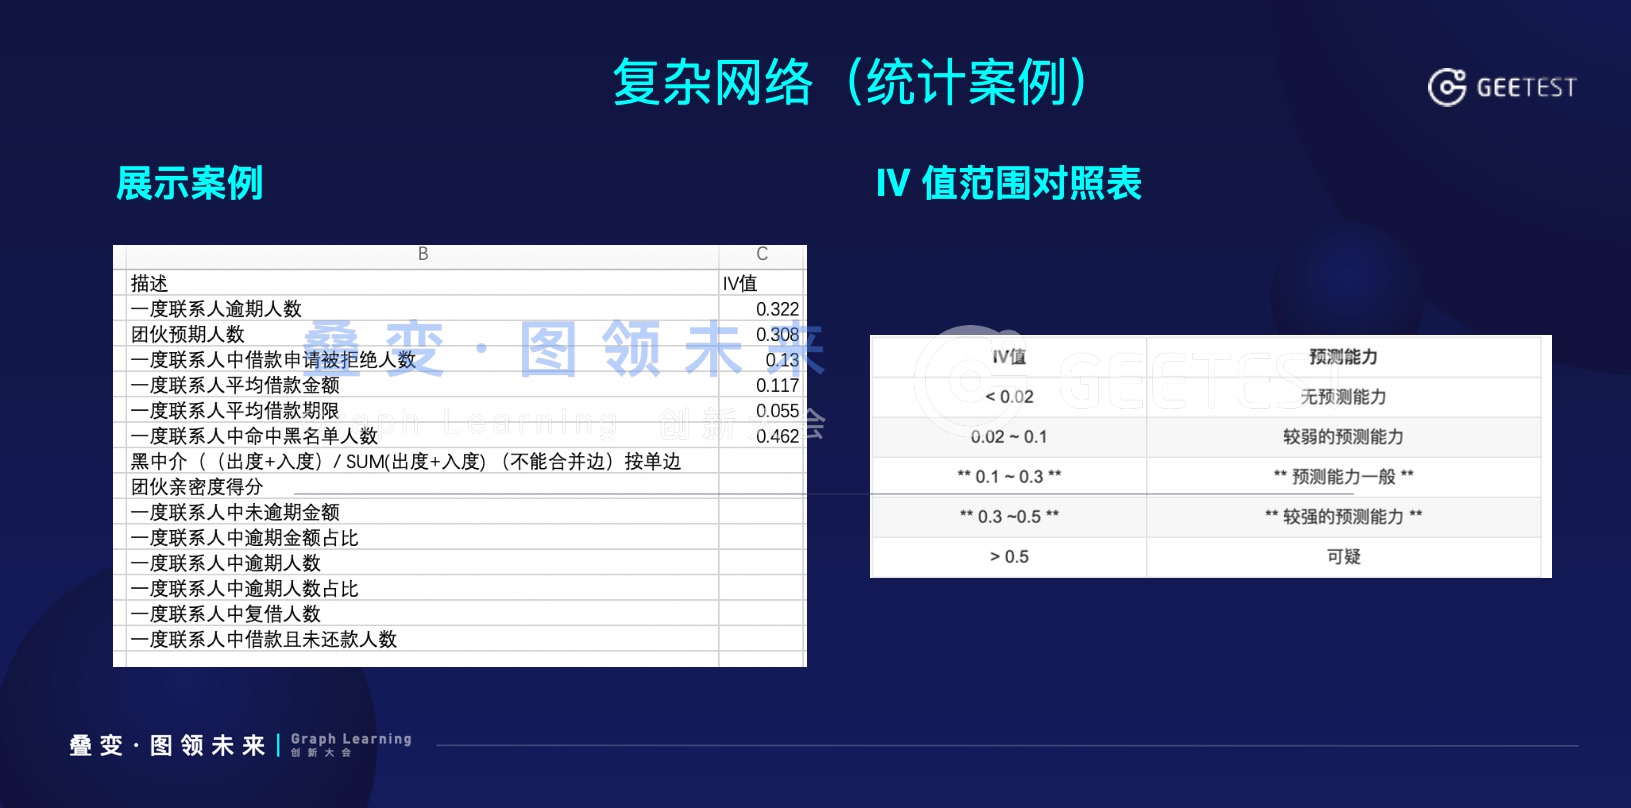 复杂网络（统计案例）
GEETEST
展示案例
IV 值范围对照表
B C
描述 IV值
一度联系人逾期人数 0.322
团伙预期人数 0.308
一度联系人中借款申请被拒绝人数 0.13
一度联系人平均借款金额 0.117
一度联系人平均借款期限 0.055
一度联系人中命中黑名单人数 0.462
黑中介（（出度+入度）/ SUM(出度+入度) （不能合并边）按单边
团伙亲密度得分
一度联系人中未逾期金额
一度联系人中逾期金额占比
一度联系人中逾期人数
一度联系人中逾期人数占比
一度联系人中复借人数
一度联系人中借款且未还款人数
叠变·图领未来
Graph Learning 创新大会
GEETEST
IV值 预测能力
< 0.02 无预测能力
0.02 ~ 0.1 较弱的预测能力
** 0.1 ~ 0.3 ** ** 预测能力一般 **
** 0.3 ~0.5 ** ** 较强的预测能力 **
> 0.5 可疑
叠变·图领未来
Graph Learning
创新大会